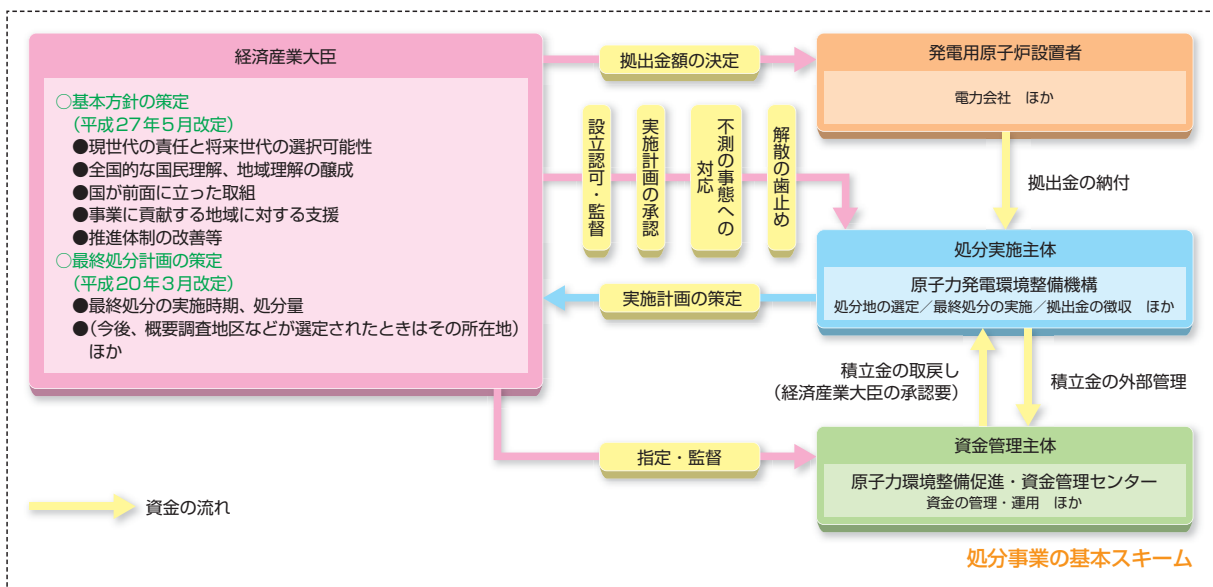 経済産業大臣
○基本方針の策定
(平成27年5月改定)
●現世代の責任と将来世代の選択可能性
●全国的な国民理解、地域理解の醸成
●国が前面に立った取組
●事業に貢献する地域に対する支援
●推進体制の改善等
○最終処分計画の策定
(平成20年3月改定)
●最終処分の実施時期、処分量
●(今後、概要調査地区などが選定されたときはその所在地)
ほか
拠出金額の決定
発電用原子炉設置者
電力会社 ほか
設立認可・監督
実施計画の承認
不測の事態への
対応
解散の歯止め
拠出金の納付
処分実施主体
原子力発電環境整備機構
処分地の選定／最終処分の実施／拠出金の徴収 ほか
実施計画の策定
積立金の取戻し
(経済産業大臣の承認要)
積立金の外部管理
指定・監督
資金管理主体
原子力環境整備促進・資金管理センター
資金の管理・運用 ほか
資金の流れ
処分事業の基本スキーム